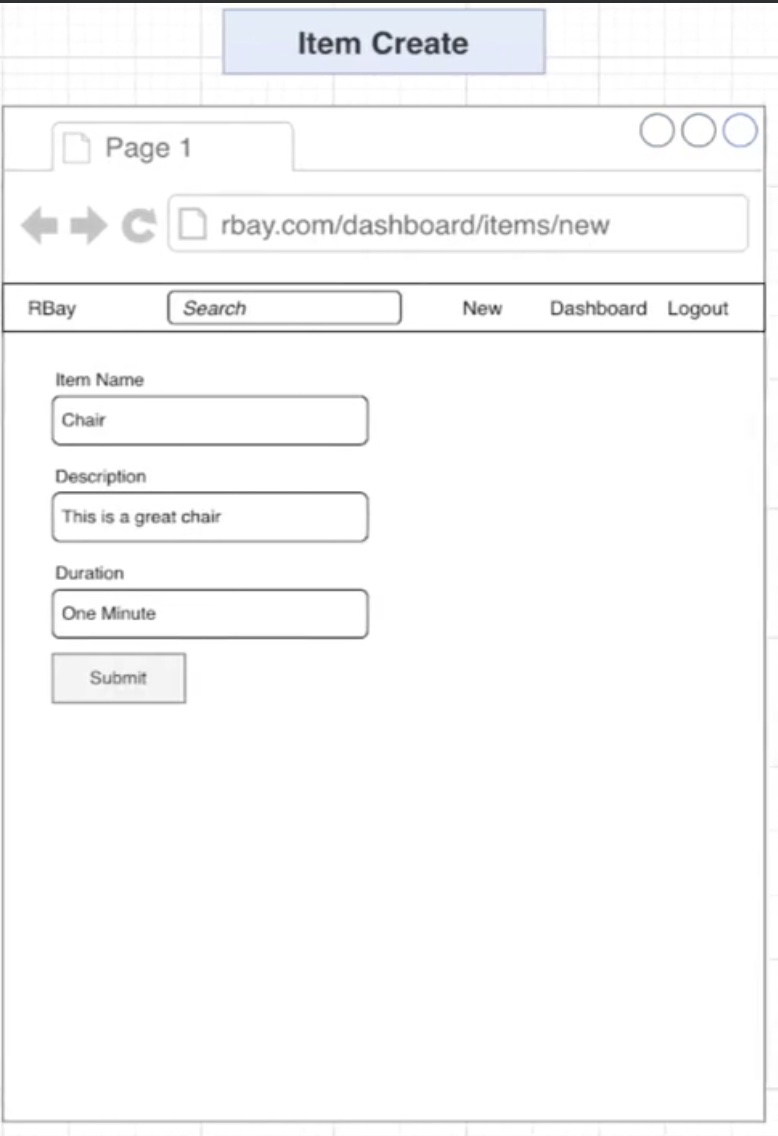 Item Create
Page 1
rbay.com/dashboard/items/new
RBay Search New Dashboard Logout
Item Name
Chair
Description
This is a great chair
Duration
One Minute
Submit